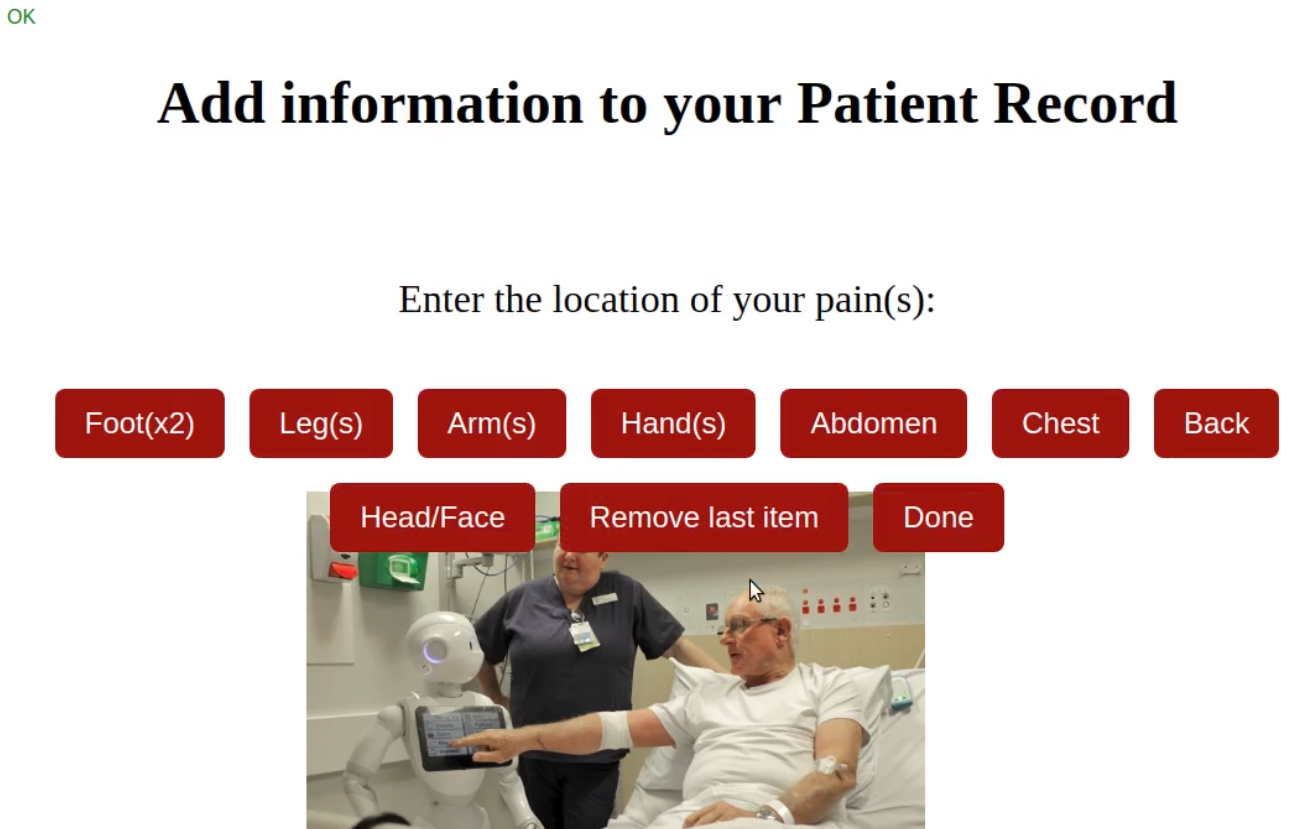 OK
Add information to your Patient Record
Enter the location of your pain(s):
Foot(x2) Leg(s) Arm(s) Hand(s) Abdomen Chest Back
Head/Face Remove last item Done